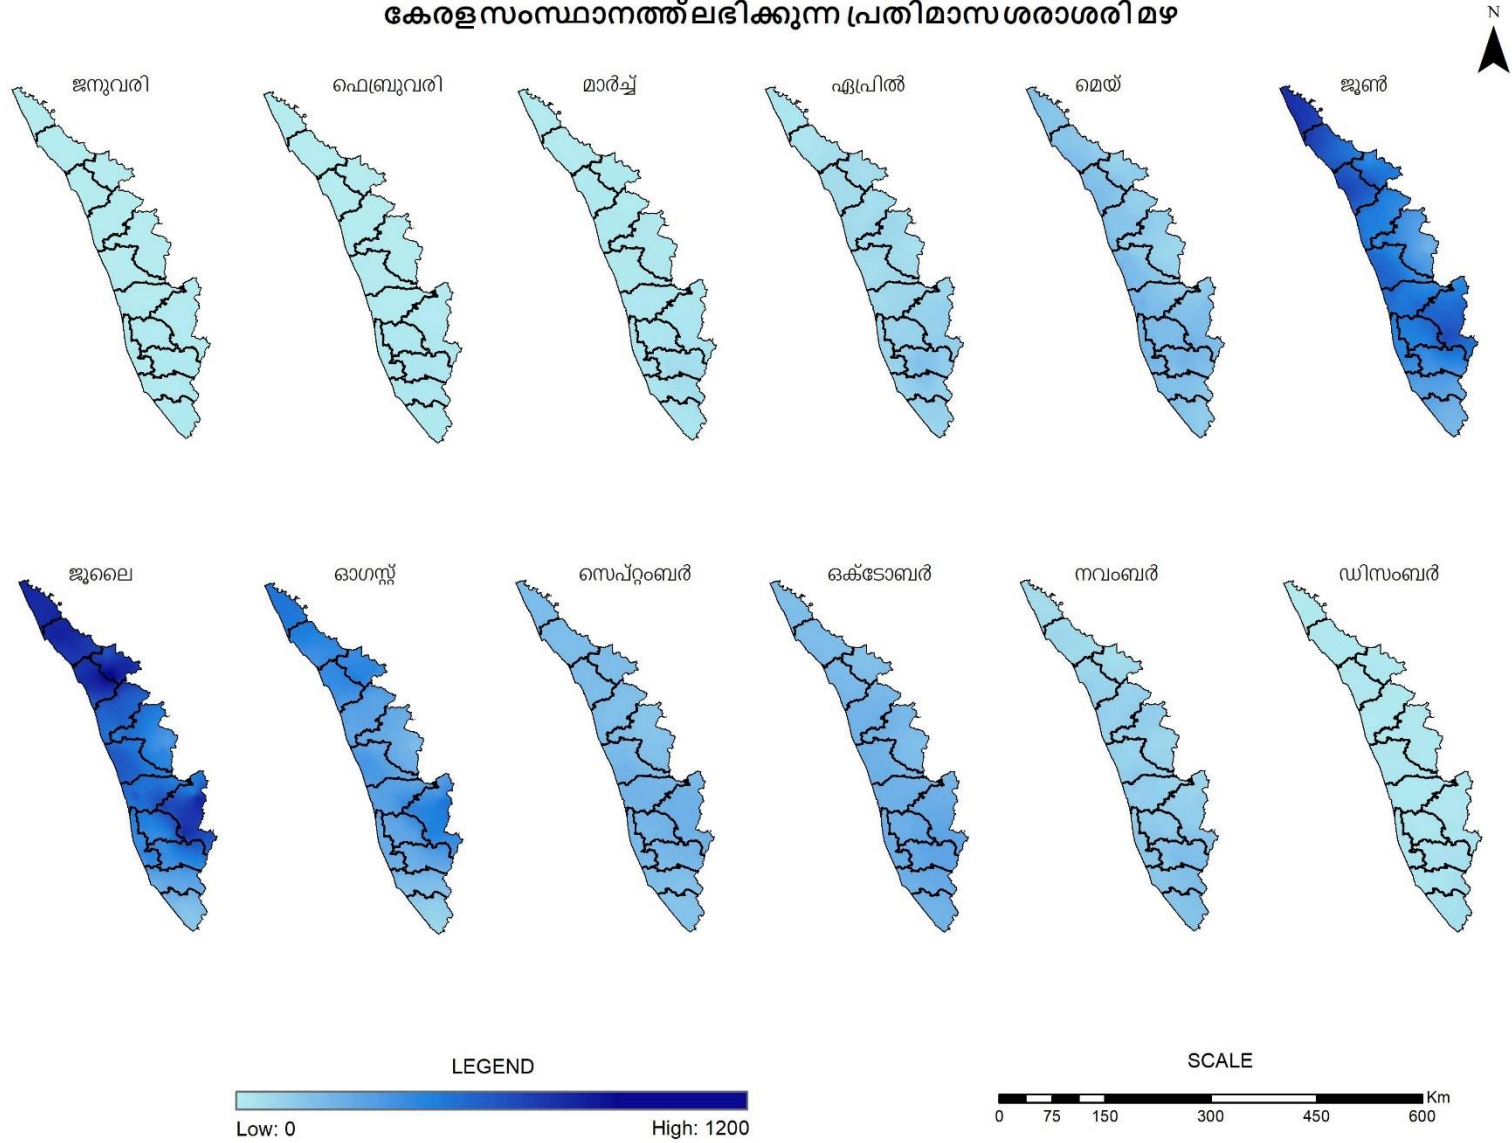 കേരള സംസ്ഥാനത്ത് ലഭിക്കുന്ന പ്രതിമാസ ശരാശരി മഴ
N
ജനുവരി
ഫെബ്രുവരി
മാർച്ച്
ഏപ്രിൽ
മെയ്
ജൂൺ
ജൂലൈ
ഓഗസ്റ്റ്
സെപ്റ്റംബർ
ഒക്ടോബർ
നവംബർ
ഡിസംബർ
LEGEND
Low: 0 High: 1200
SCALE
Km
0 75 150 300 450 600